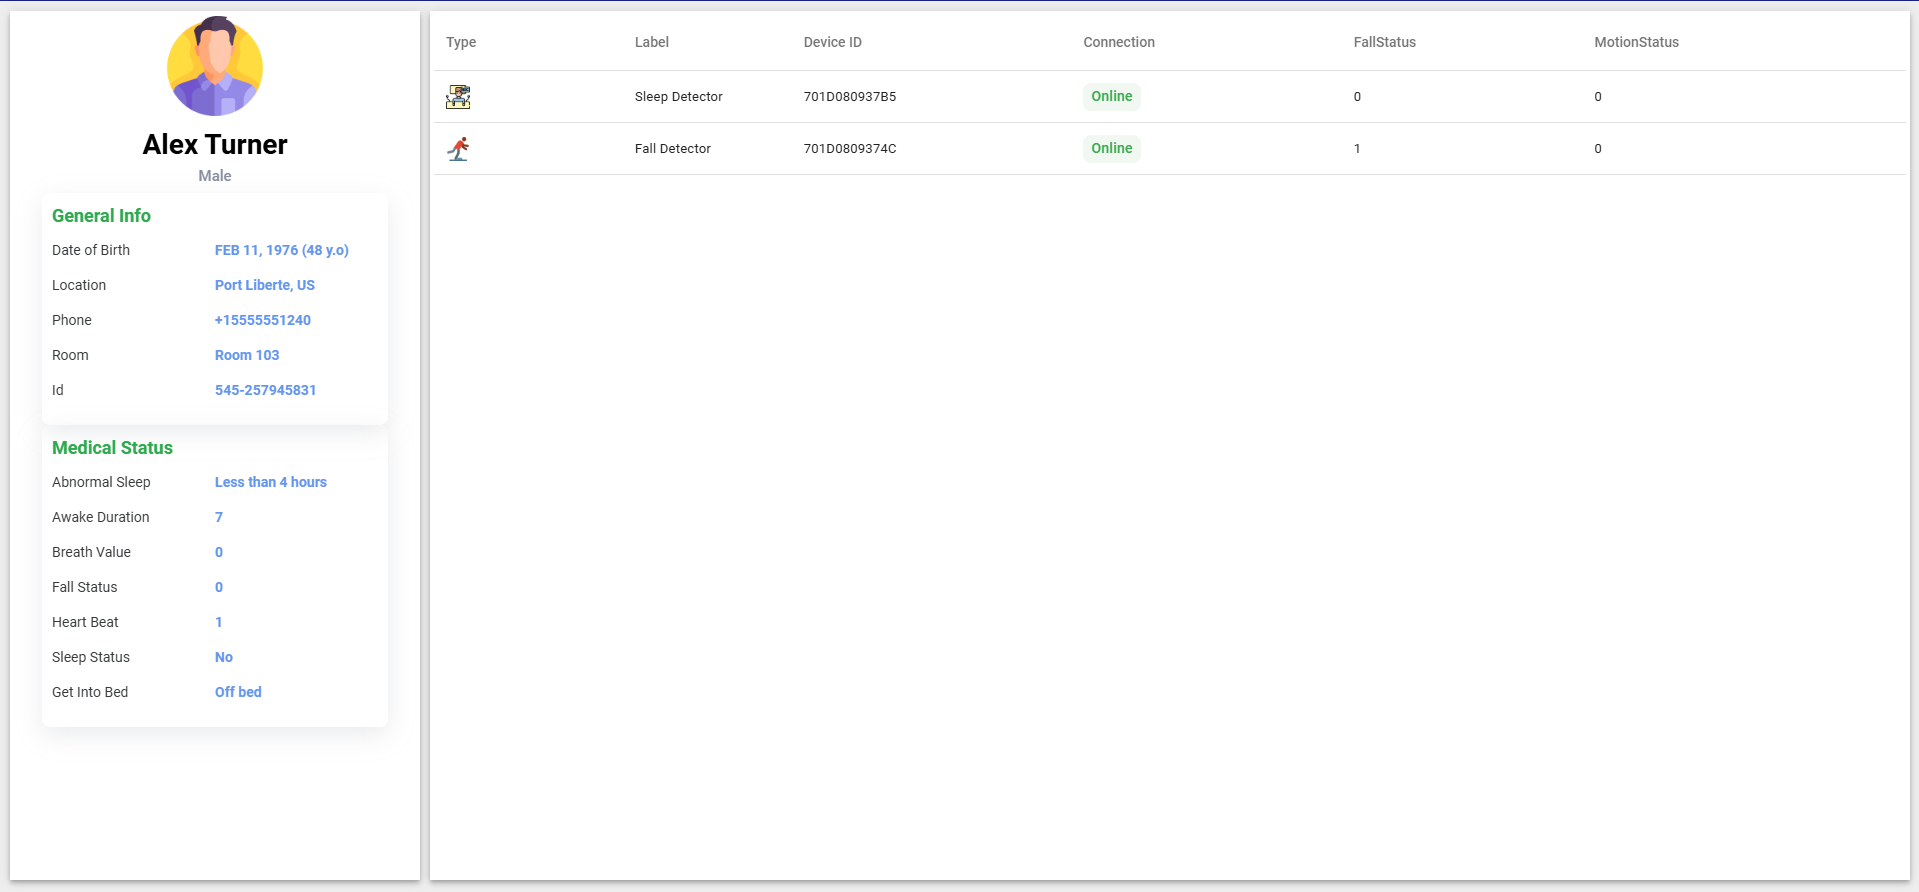 Alex Turner
Male
General Info
Date of Birth FEB 11, 1976 (48 y.o)
Location Port Liberte, US
Phone +15555551240
Room Room 103
Id 545-257945831
Medical Status
Abnormal Sleep Less than 4 hours
Awake Duration 7
Breath Value 0
Fall Status 0
Heart Beat 1
Sleep Status No
Get Into Bed Off bed
Type Label Device ID Connection FallStatus MotionStatus
Sleep Detector 701D080937B5 Online 0 0
Fall Detector 701D0809374C Online 1 0